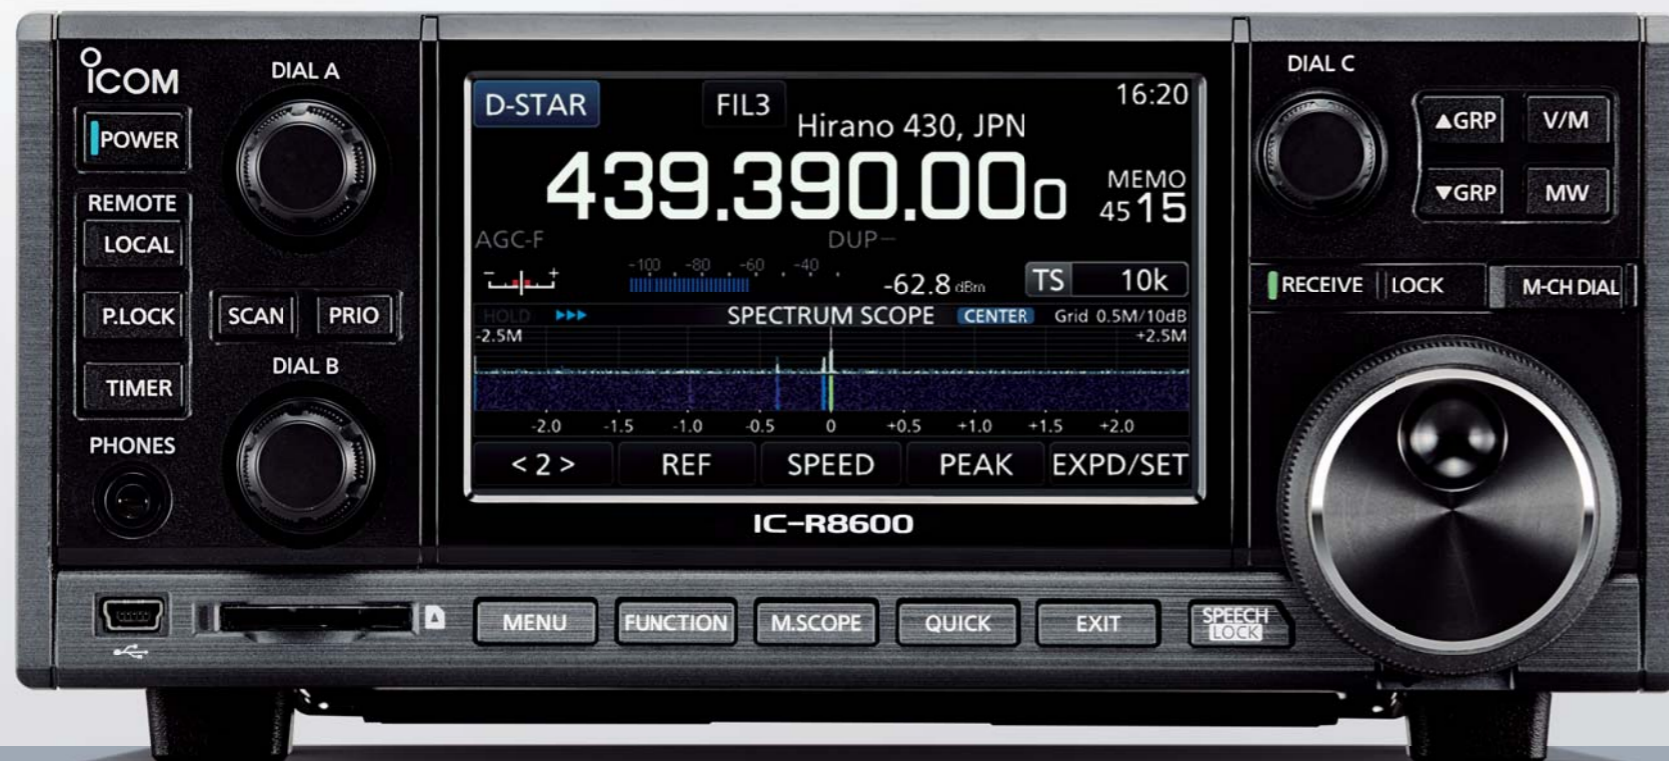 ICOM
DIAL A
POWER
REMOTE
LOCAL
P.LOCK
SCAN
PRIO
TIMER
DIAL B
PHONES
D-STAR
FIL3
16:20
Hirano 430, JPN
439.390.000
MEMO
4515
AGC-F
DUP−
−100 −80 −60 −40
− +
-62.8 dBm
TS 10k
HOLD
SPECTRUM SCOPE
CENTER
Grid 0.5M/10dB
-2.5M
+2.5M
-2.0 -1.5 -1.0 -0.5 0 +0.5 +1.0 +1.5 +2.0
< 2 >
REF
SPEED
PEAK
EXPD/SET
IC-R8600
DIAL C
▲GRP
V/M
▼GRP
MW
RECEIVE
LOCK
M-CH DIAL
MENU
FUNCTION
M.SCOPE
QUICK
EXIT
SPEECH
LOCK